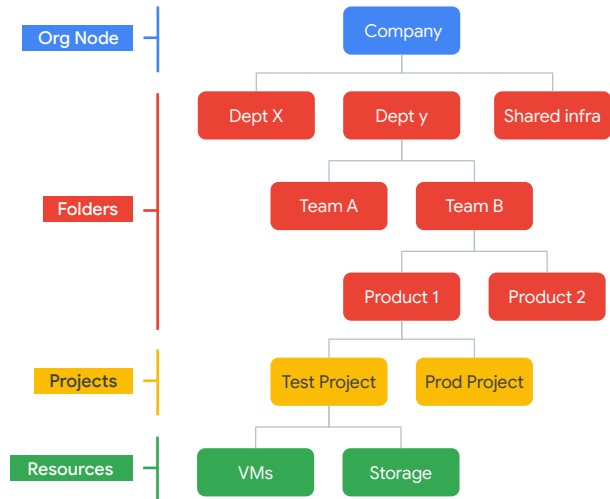 Org Node
Company
Dept X
Dept y
Shared infra
Folders
Team A
Team B
Product 1
Product 2
Projects
Test Project
Prod Project
Resources
VMs
Storage